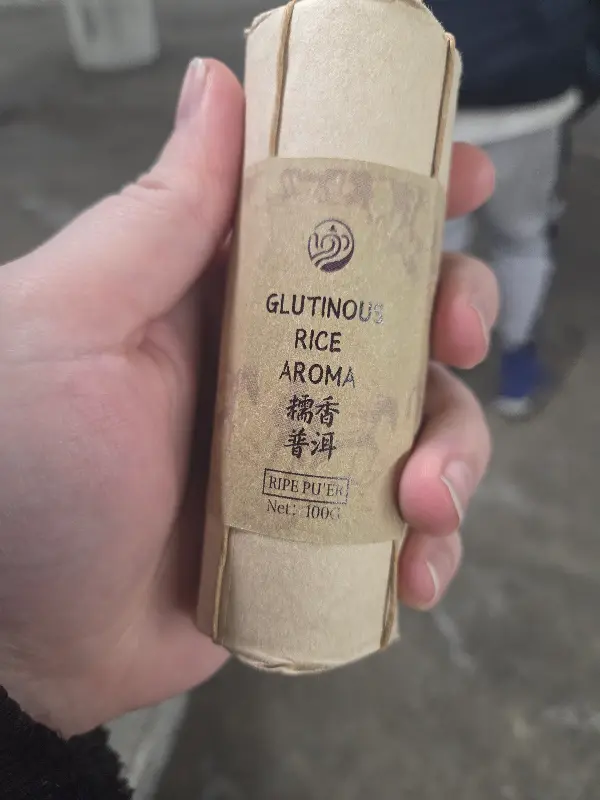 GLUTINOUS
RICE
AROMA
糯香
普洱
RIPE PU'ER
Net: 100G